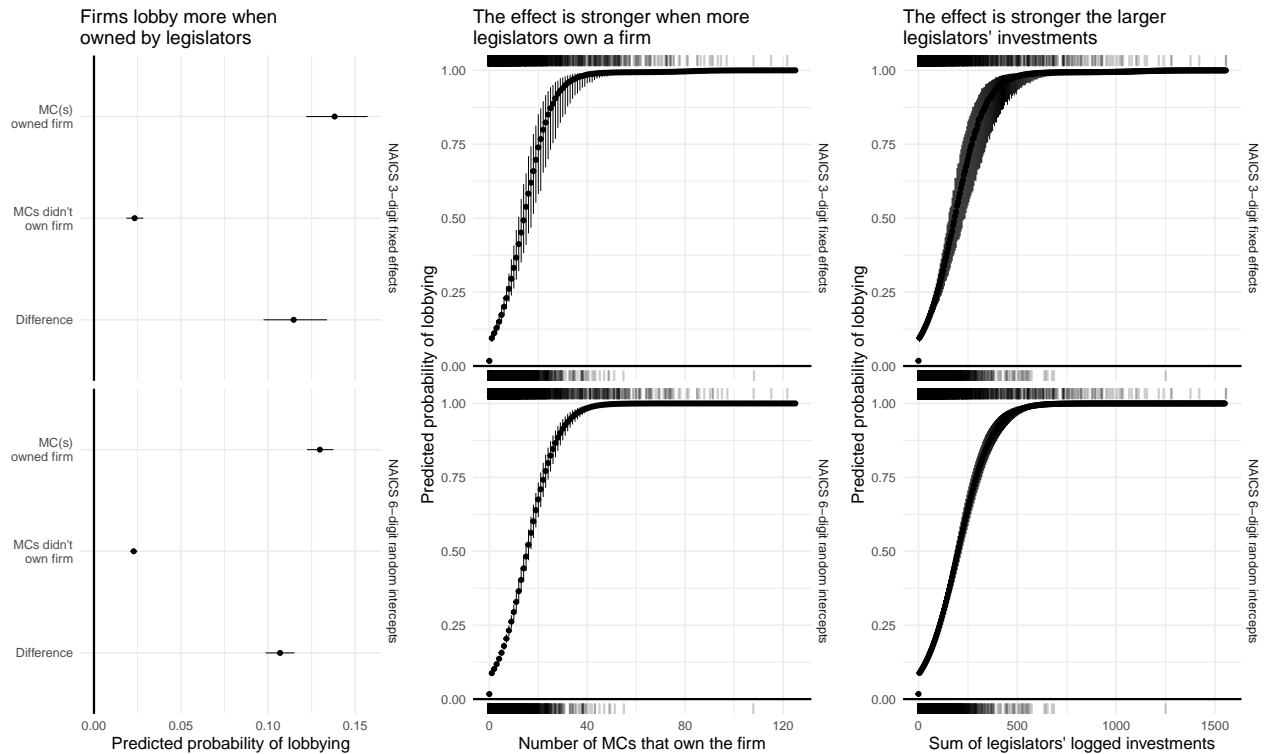 Firms lobby more when
owned by legislators
MC(s)
owned firm
MCs didn't
own firm
Difference
NAICS 3−digit fixed effects
MC(s)
owned firm
MCs didn't
own firm
Difference
NAICS 6−digit random intercepts
0.00
0.05
0.10
0.15
Predicted probability of lobbying
The effect is stronger when more
legislators own a firm
Predicted probability of lobbying
1.00
0.75
0.50
0.25
0.00
NAICS 3−digit fixed effects
1.00
0.75
0.50
0.25
0.00
NAICS 6−digit random intercepts
0
40
80
120
Number of MCs that own the firm
The effect is stronger the larger
legislators' investments
Predicted probability of lobbying
1.00
0.75
0.50
0.25
0.00
NAICS 3−digit fixed effects
1.00
0.75
0.50
0.25
0.00
NAICS 6−digit random intercepts
0
500
1000
1500
Sum of legislators' logged investments